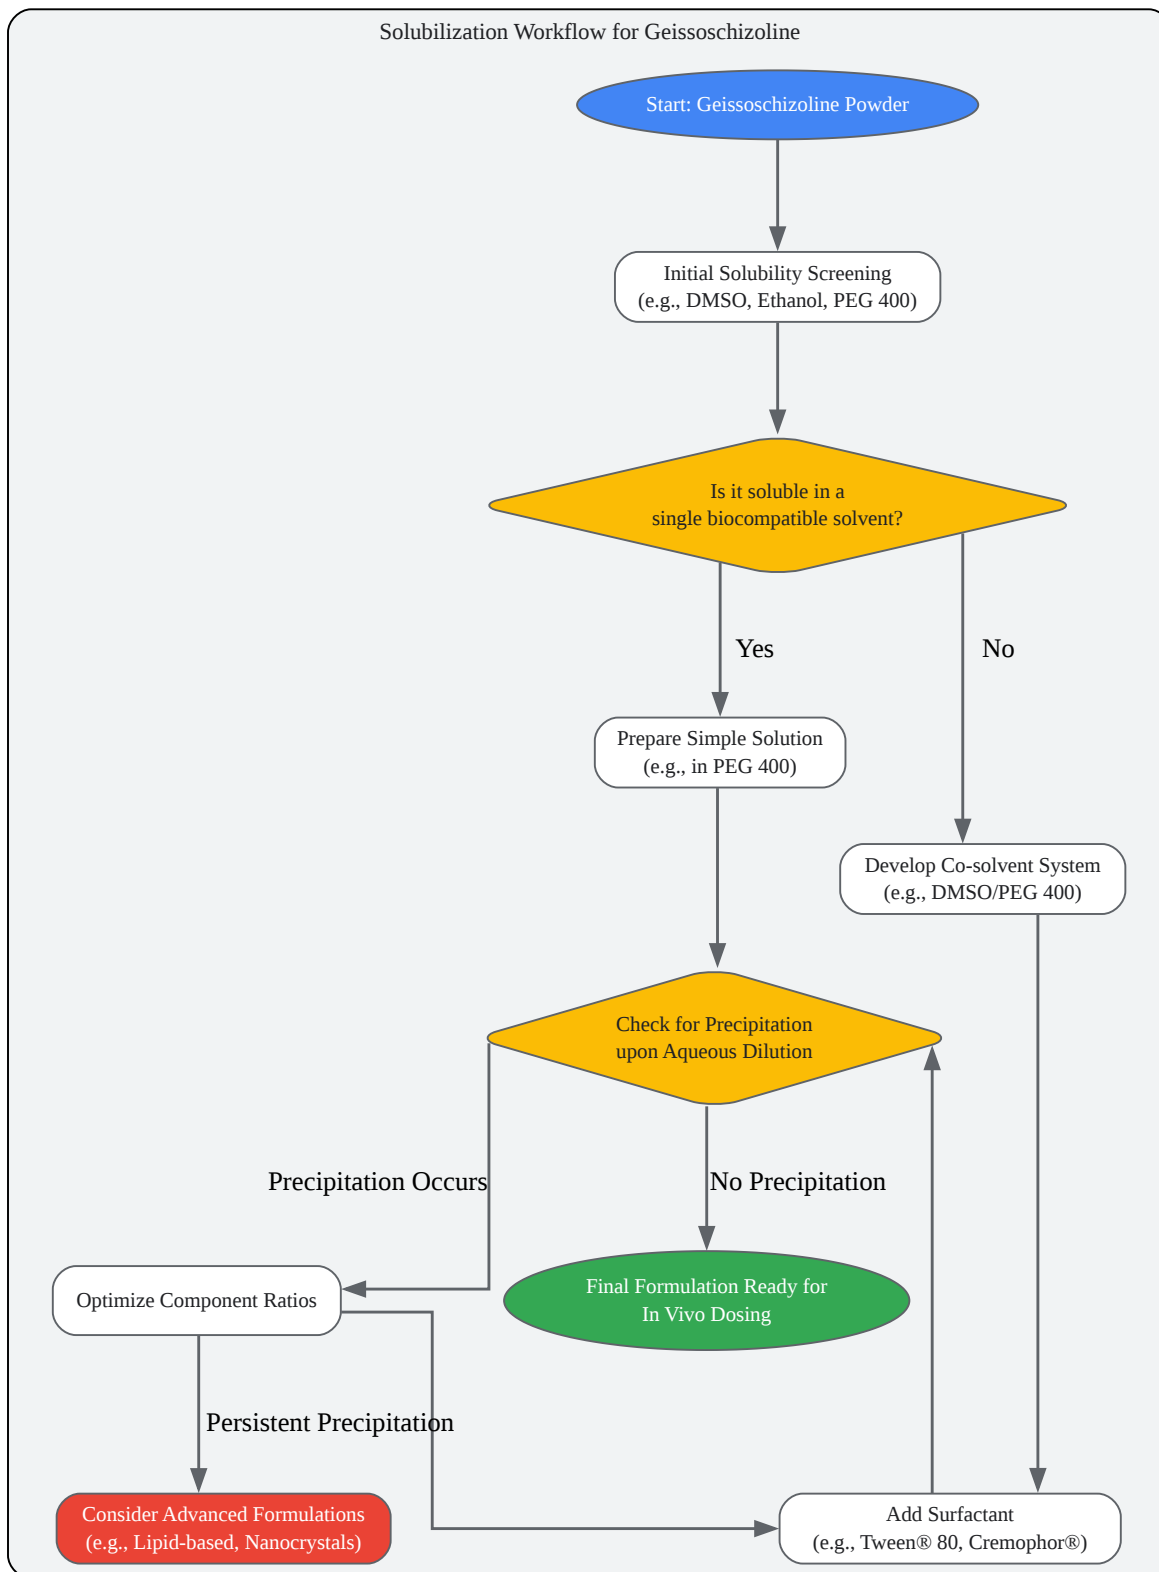 Solubilization Workflow for Geissoschizoline
Start: Geissoschizoline Powder
Initial Solubility Screening
(e.g., DMSO, Ethanol, PEG 400)
Is it soluble in a
single biocompatible solvent?
Yes
No
Prepare Simple Solution
(e.g., in PEG 400)
Develop Co-solvent System
(e.g., DMSO/PEG 400)
Check for Precipitation
upon Aqueous Dilution
Precipitation Occurs
No Precipitation
Optimize Component Ratios
Final Formulation Ready for
In Vivo Dosing
Persistent Precipitation
Consider Advanced Formulations
(e.g., Lipid-based, Nanocrystals)
Add Surfactant
(e.g., Tween® 80, Cremophor®)